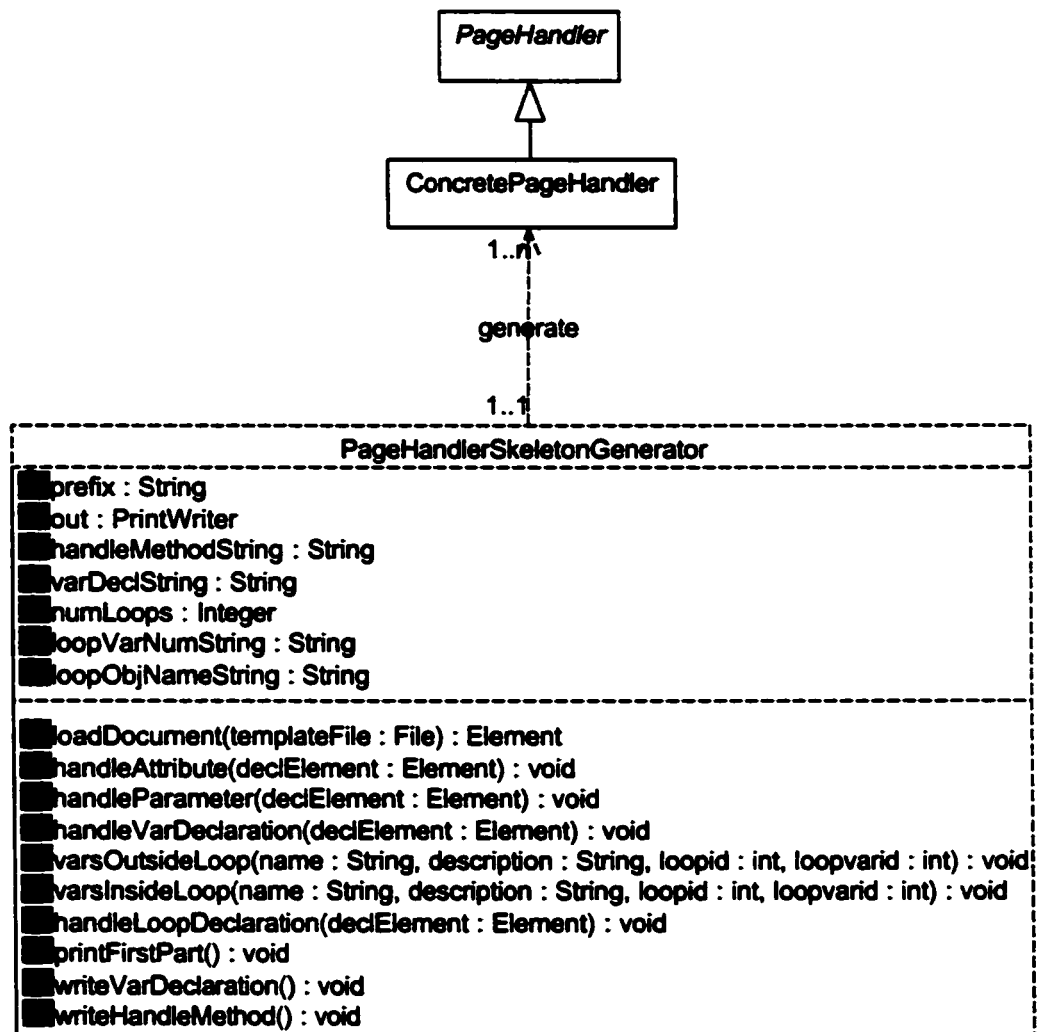 PageHandler
ConcretePageHandler
1..n
generate
1..1
PageHandlerSkeletonGenerator
prefix : String
out : PrintWriter
handleMethodString : String
varDeclString : String
numLoops : Integer
loopVarNumString : String
loopObjNameString : String
loadDocument(templateFile : File) : Element
handleAttribute(declElement : Element) : void
handleParameter(declElement : Element) : void
handleVarDeclaration(declElement : Element) : void
varsOutsideLoop(name : String, description : String, loopid : int, loopvarid : int) : void
varsInsideLoop(name : String, description : String, loopid : int, loopvarid : int) : void
handleLoopDeclaration(declElement : Element) : void
printFirstPart() : void
writeVarDeclaration() : void
writeHandleMethod() : void